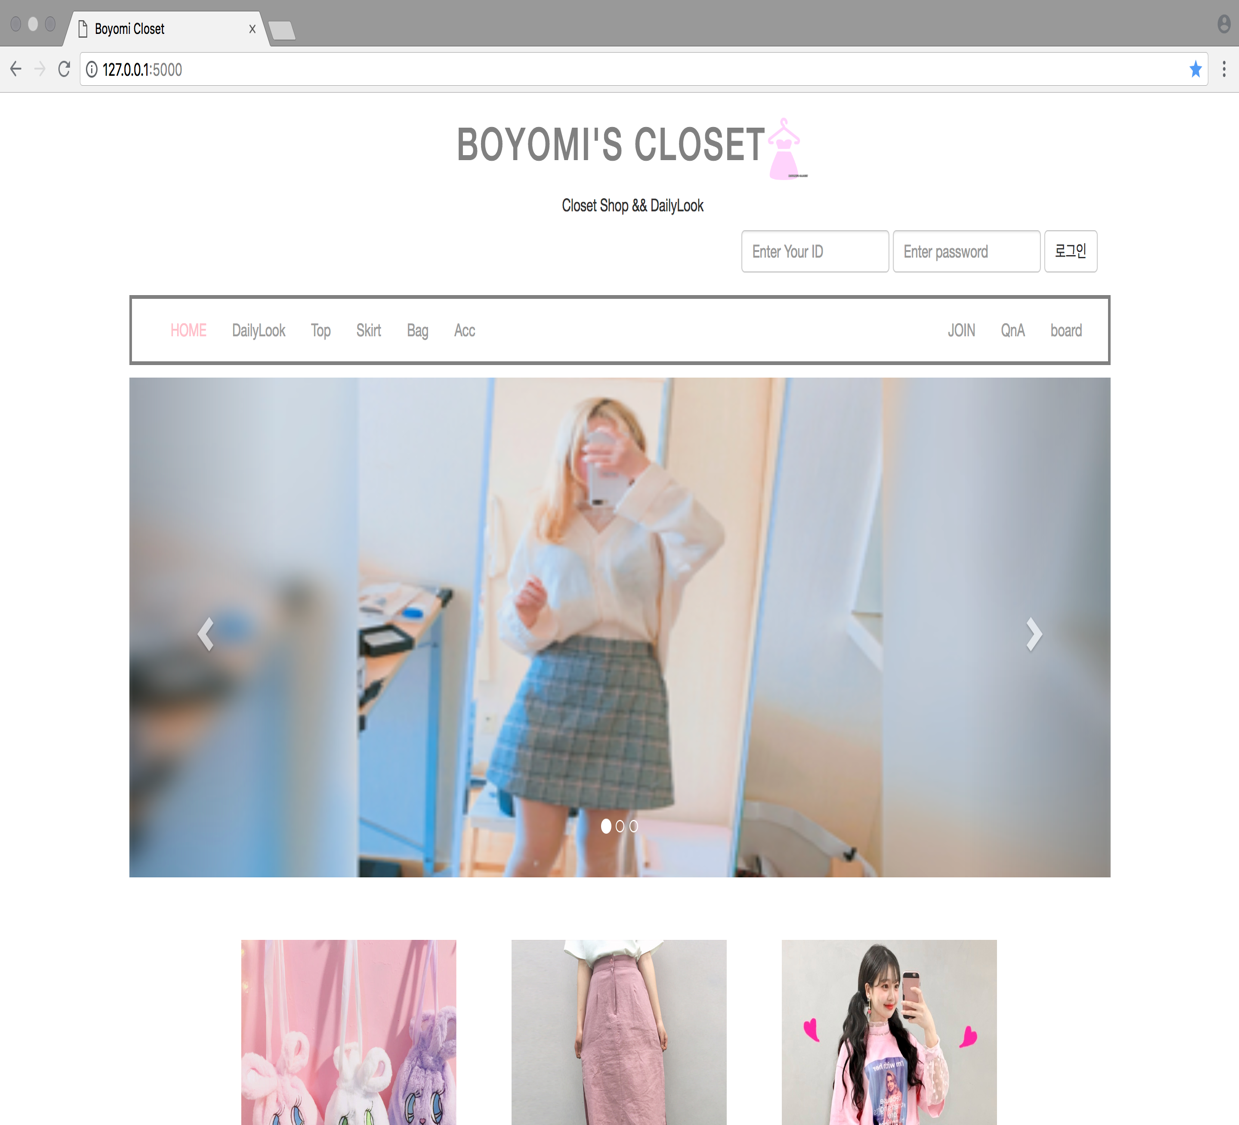 Boyomi Closet
127.0.0.1:5000
BOYOMI'S CLOSET
Closet Shop && DailyLook
Enter Your ID Enter password 로그인
HOME DailyLook Top Skirt Bag Acc JOIN QnA board